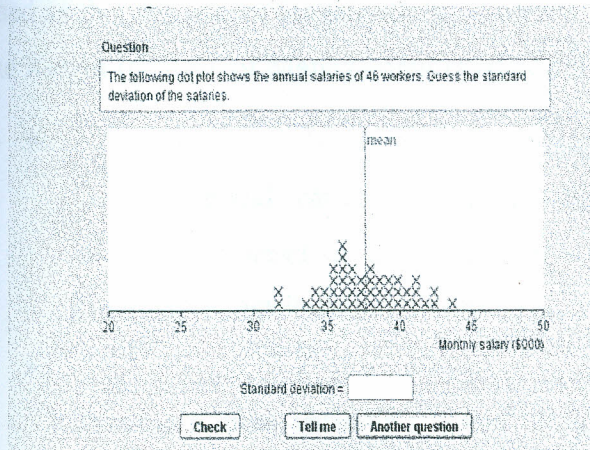 Question
The following dot plot shows the annual salaries of 46 workers. Guess the standard
deviation of the salaries.
mean
20 25 30 35 40 45 50
Monthly salary ($000)
Standard deviation =
Check Tell me Another question